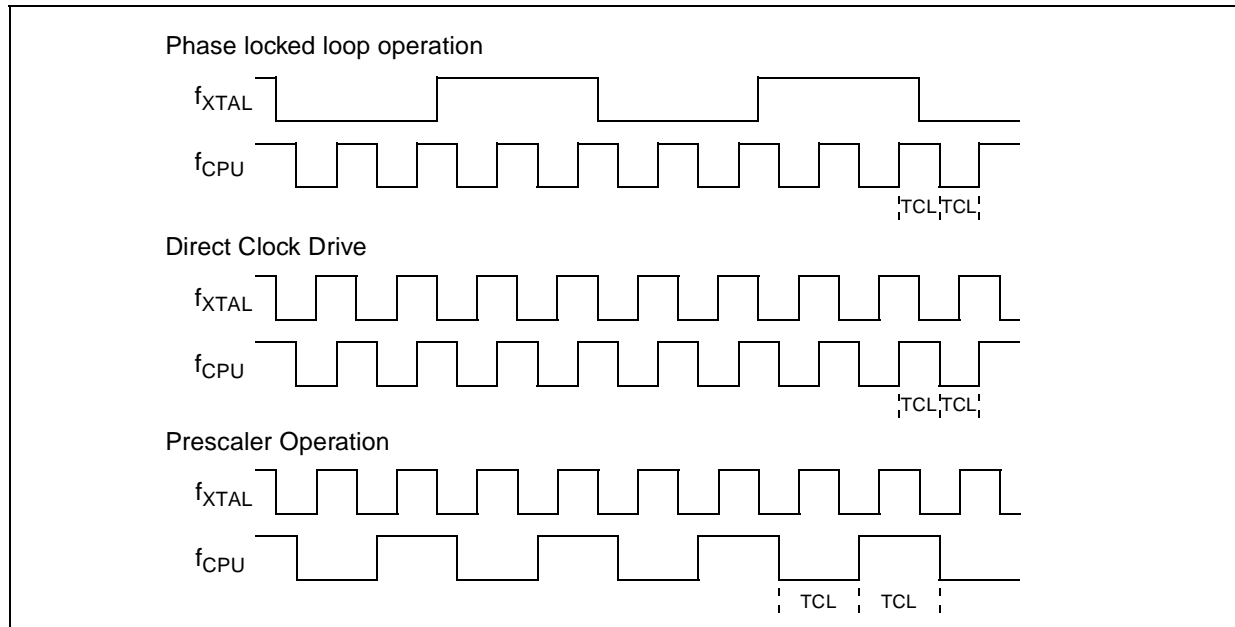 Phase locked loop operation
fXTAL
fCPU
TCL TCL
Direct Clock Drive
fXTAL
fCPU
TCL TCL
Prescaler Operation
fXTAL
fCPU
TCL TCL